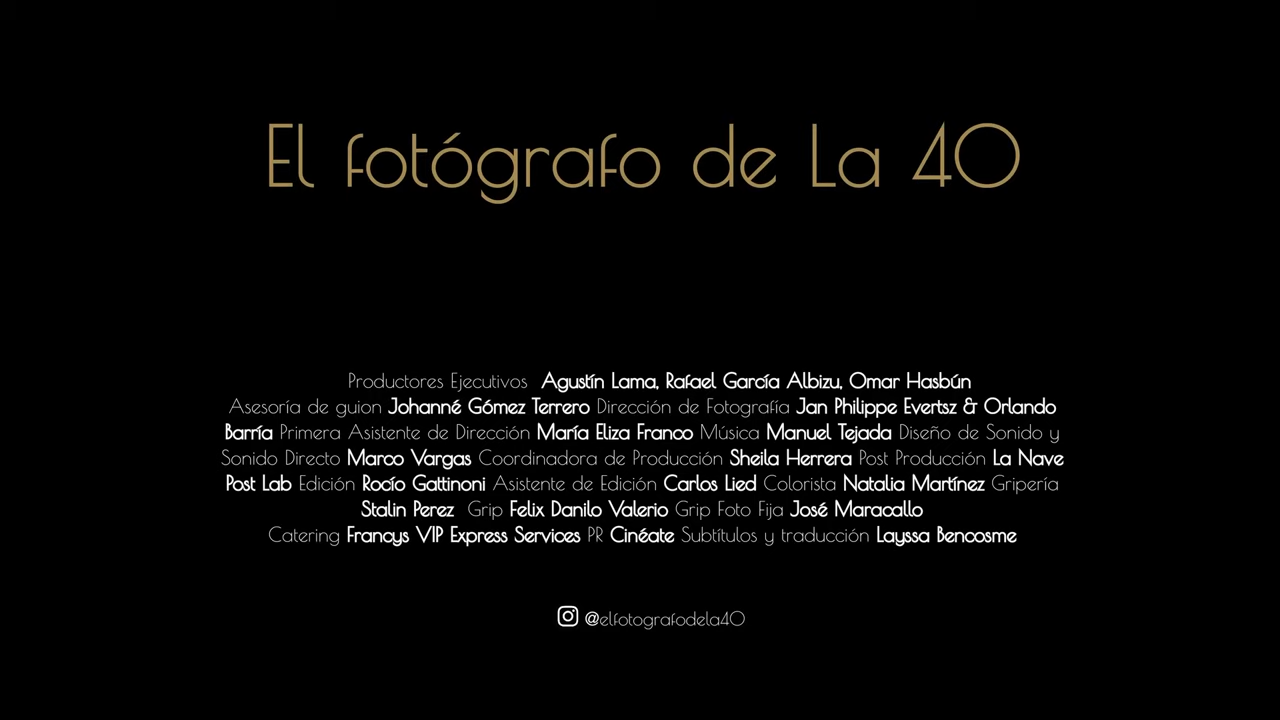 El fotógrafo de La 40
Productores Ejecutivos Agustín Lama, Rafael García Albizu, Omar Hasbún
Asesoría de guion Johanné Gómez Terrero Dirección de Fotografía Jan Philippe Evertsz & Orlando
Barría Primera Asistente de Dirección María Eliza Franco Música Manuel Tejada Diseño de Sonido y
Sonido Directo Marco Vargas Coordinadora de Producción Sheila Herrera Post Producción La Nave
Post Lab Edición Rocío Gattinoni Asistente de Edición Carlos Lied Colorista Natalia Martínez Gripería
Stalin Perez Grip Felix Danilo Valerio Grip Foto Fija José Maracallo
Catering Francys VIP Express Services PR Cinéate Subtítulos y traducción Layssa Bencosme
@elfotografodela40